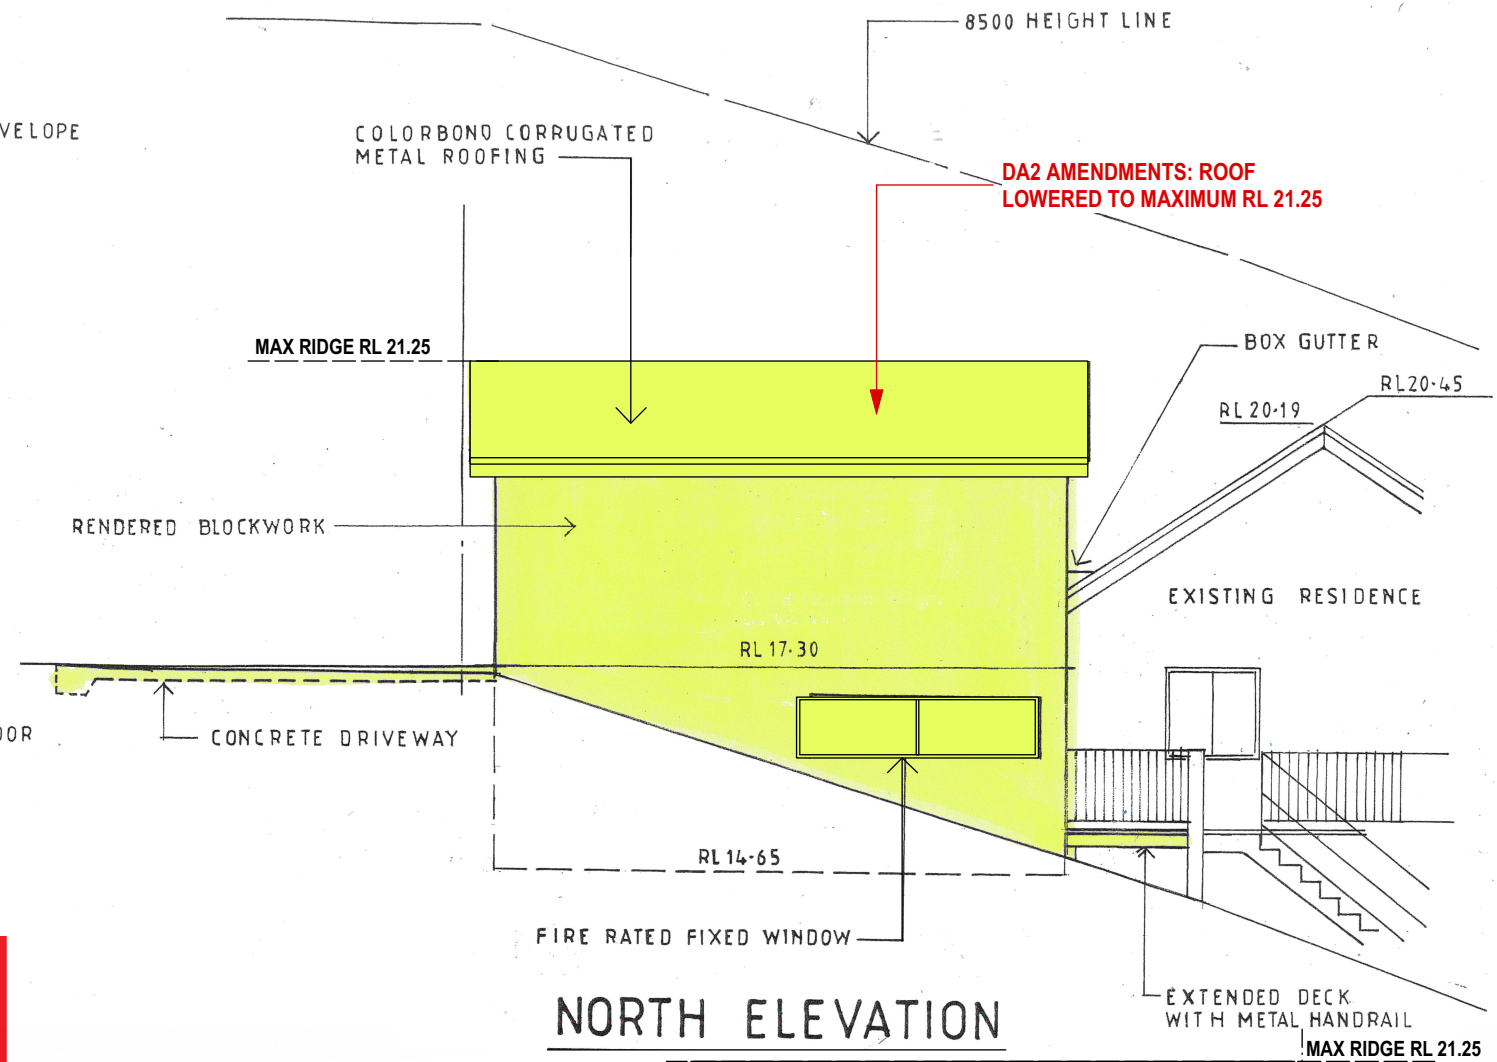 8500 HEIGHT LINE
VELOPE
COLORBOND CORRUGATED
METAL ROOFING
DA2 AMENDMENTS: ROOF
LOWERED TO MAXIMUM RL 21.25
MAX RIDGE RL 21.25
BOX GUTTER
RL20·45
RL20·19
RENDERED BLOCKWORK
EXISTING RESIDENCE
RL 17·30
OOR
CONCRETE DRIVEWAY
RL 14·65
FIRE RATED FIXED WINDOW
NORTH ELEVATION
EXTENDED DECK
WITH METAL HANDRAIL
MAX RIDGE RL 21.25